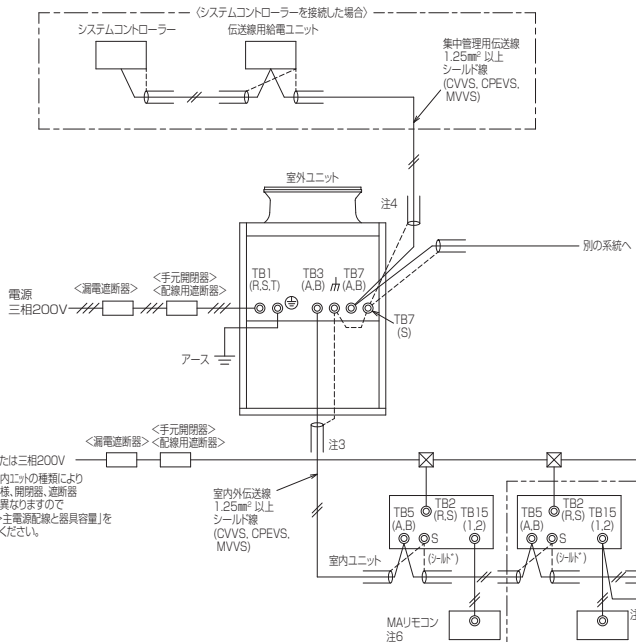 〈システムコントローラーを接続した場合〉
システムコントローラー
伝送線用給電ユニット
集中管理用伝送線
1.25m㎡ 以上
シールド線
(CVVS, CPEVS,
MVVS)
室外ユニット
注4
TB1
(R,S,T)
TB3
(A,B)
TB7
(A,B)
別の系統へ
電源
三相200V
<漏電遮断器>
<手元開閉器>
<配線用遮断器>
TB7
(S)
アース
注3
たは三相200V
<漏電遮断器>
<手元開閉器>
<配線用遮断器>
内ユニットの種類により
様、開閉器、遮断器
異なりますので
>主電源配線と器具容量」を
ください。
室内外伝送線
1.25m㎡ 以上
シールド線
(CVVS, CPEVS,
MVVS)
TB2
(R,S)
TB5
(A,B)
TB15
(1,2)
S
(シールド)
室内ユニット
TB2
(R,S)
TB5
(A,B)
TB15
(1,2)
S
(シールド)
MAリモコン
注6
注